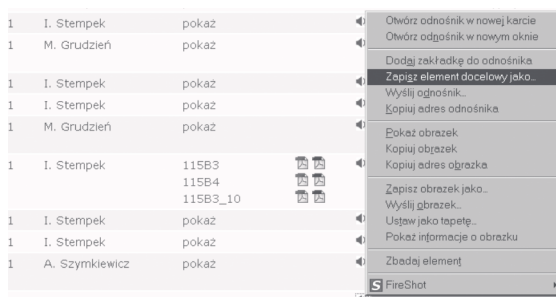 1 I. Stempek pokaż
1 M. Grudzień pokaż
1 I. Stempek pokaż
1 I. Stempek pokaż
1 M. Grudzień pokaż
1 I. Stempek 115B3
115B4
115B3_10
1 I. Stempek pokaż
1 I. Stempek pokaż
1 A. Szymkiewicz pokaż
Otwórz odnośnik w nowej karcie
Otwórz odnośnik w nowym oknie
Dodaj zakładkę do odnośnika
Zapisz element docelowy jako...
Wyślij odnośnik...
Kopiuj adres odnośnika
Pokaż obrazek
Kopiuj obrazek
Kopiuj adres obrazka
Zapisz obrazek jako...
Wyślij obrazek...
Ustaw jako tapetę...
Pokaż informacje o obrazku
Zbadaj element
S FireShot